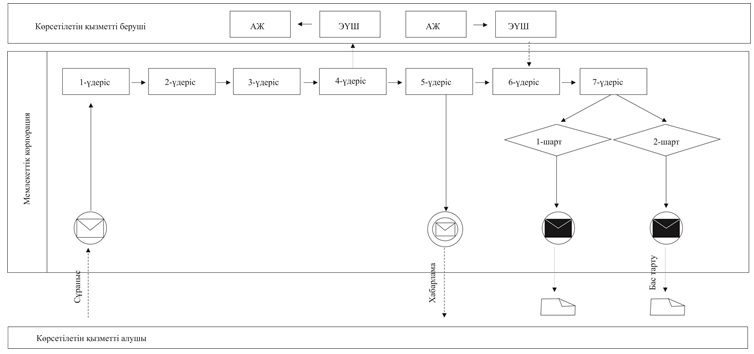 Көрсетілетін қызметті беруші
АЖ
ЭҮШ
АЖ
ЭҮШ
Мемлекеттік корпорация
1-үдеріс
2-үдеріс
3-үдеріс
4-үдеріс
5-үдеріс
6-үдеріс
7-үдеріс
1-шарт
2-шарт
Сұраныс
Хабарлама
Бас тарту
Көрсетілетін қызметті алушы